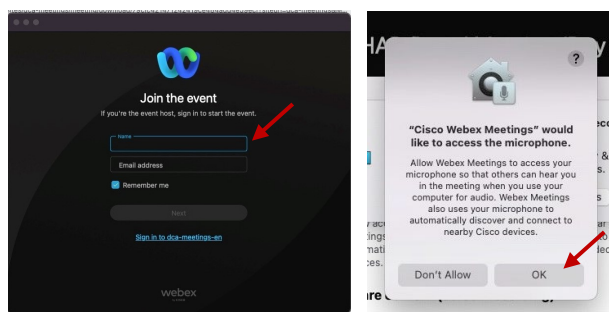 Join the event
If you're the event host, sign in to start the event.
Name
Email address
Remember me
Next
Sign in to dca-meetings-en
webex
HA
y
?
"Cisco Webex Meetings" would
like to access the microphone.
Allow Webex Meetings to access your
microphone so that others can hear you
in the meeting when you use your
computer for audio. Webex Meetings
also uses your microphone to
automatically discover and connect to
nearby Cisco devices.
Don't Allow
OK